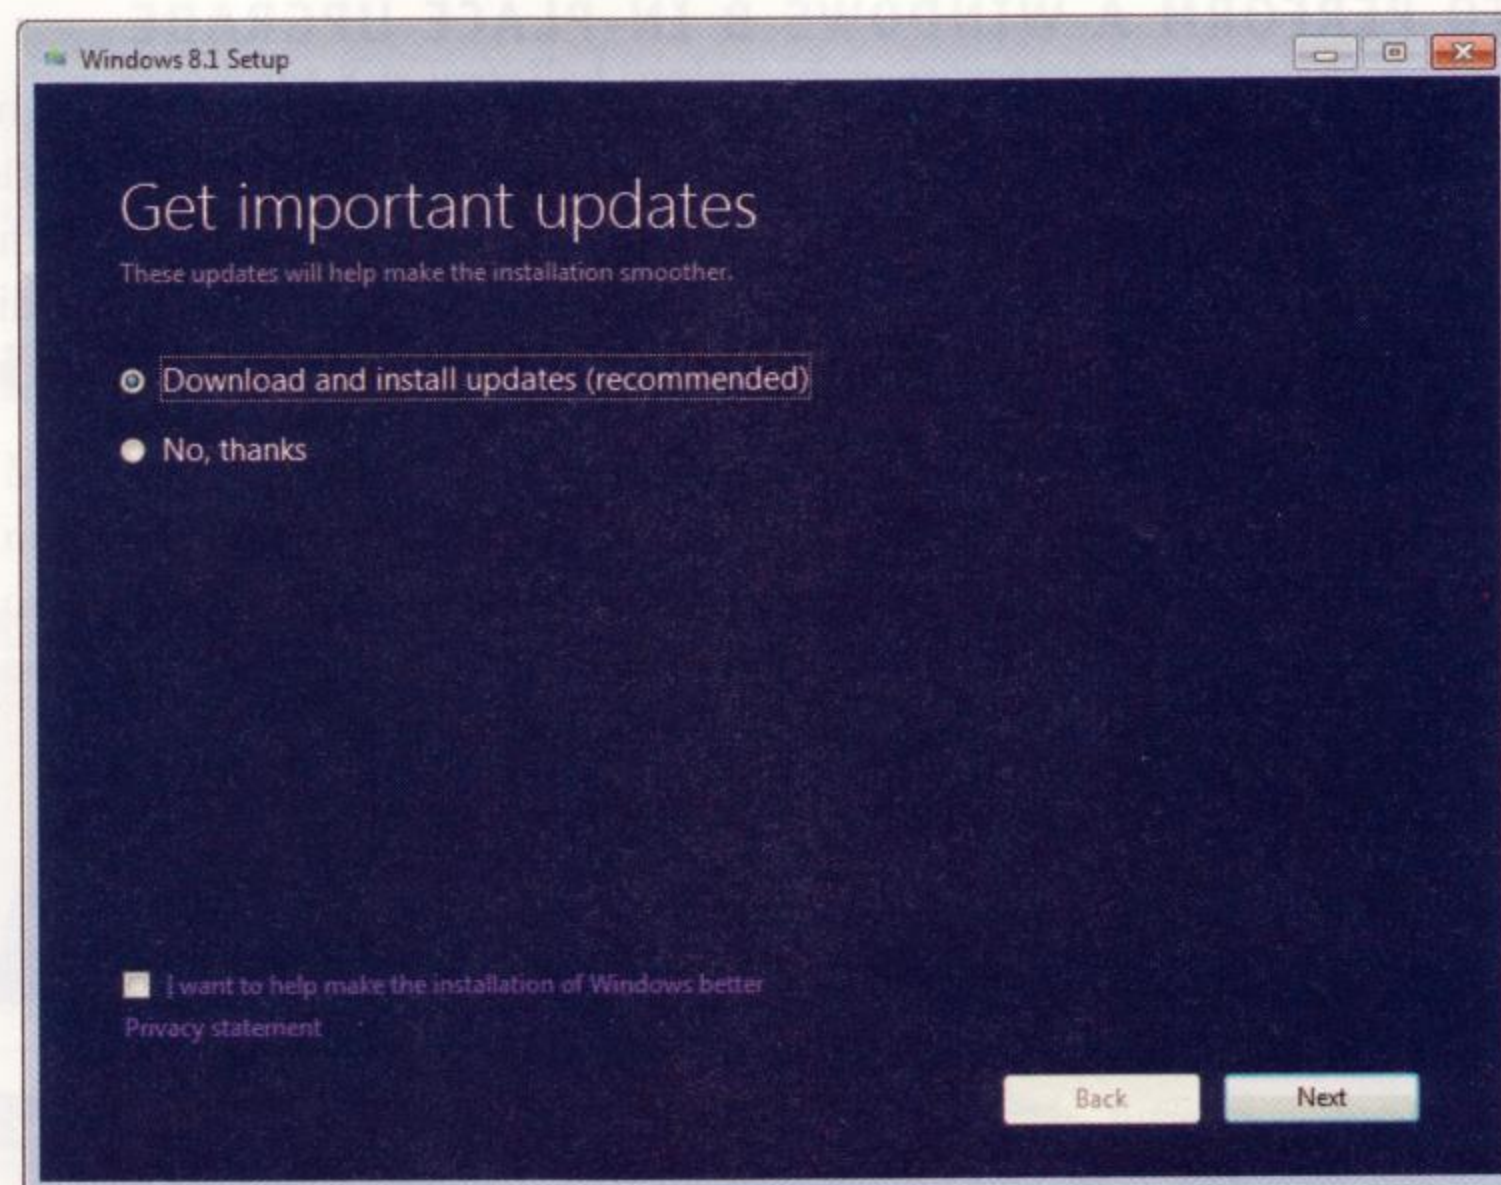 Windows 8.1 Setup
Get important updates
These updates will help make the installation smoother.
Download and install updates (recommended)
No, thanks
I want to help make the installation of Windows better
Privacy statement
Back
Next